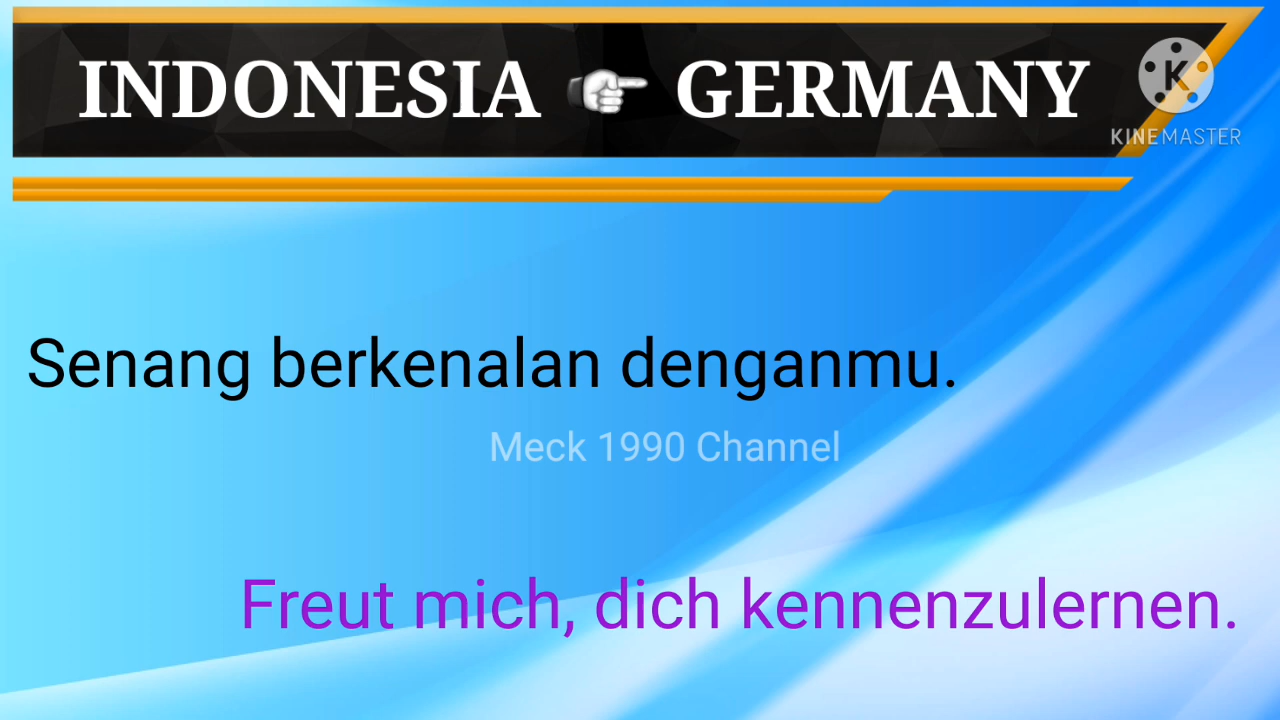 INDONESIA 👉 GERMANY
KINEMASTER
Senang berkenalan denganmu.
Meck 1990 Channel
Freut mich, dich kennenzulernen.